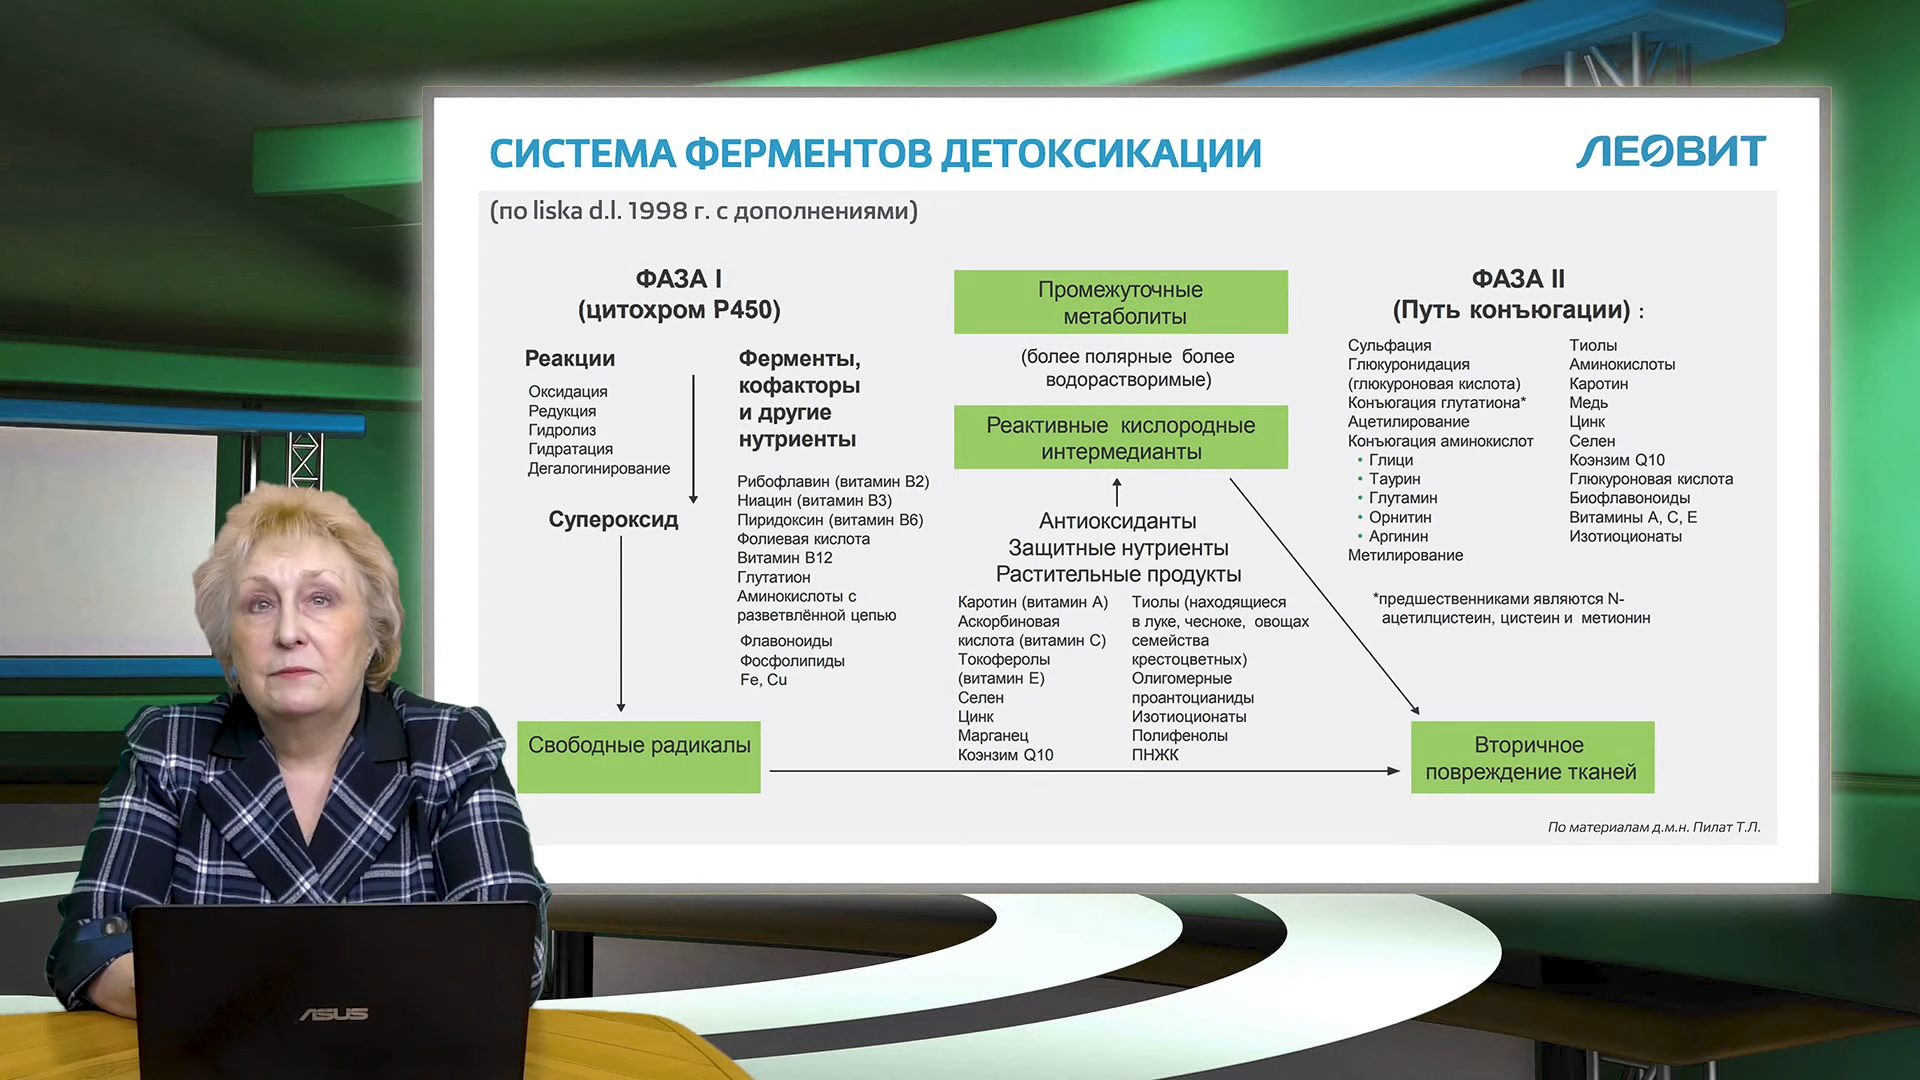 СИСТЕМА ФЕРМЕНТОВ ДЕТОКСИКАЦИИ
ЛЕОВИТ
(по liska d.l. 1998 г. с дополнениями)
ФАЗА I
(цитохром P450)
Реакции
Оксидация
Редукция
Гидролиз
Гидратация
Дегалогинирование
Супероксид
Ферменты,
кофакторы
и другие
нутриенты
Рибофлавин (витамин B2)
Ниацин (витамин B3)
Пиридоксин (витамин B6)
Фолиевая кислота
Витамин B12
Глутатион
Аминокислоты с
разветвлённой цепью
Флавоноиды
Фосфолипиды
Fe, Cu
Свободные радикалы
Промежуточные
метаболиты
(более полярные более
водорастворимые)
Реактивные кислородные
интермедианты
Антиоксиданты
Защитные нутриенты
Растительные продукты
Каротин (витамин А)
Аскорбиновая
кислота (витамин С)
Токоферолы
(витамин Е)
Селен
Цинк
Марганец
Коэнзим Q10
Тиолы (находящиеся
в луке, чесноке, овощах
семейства
крестоцветных)
Олигомерные
проантоцианиды
Изотиоционаты
Полифенолы
ПНЖК
ФАЗА II
(Путь конъюгации) :
Сульфация
Глюкуронидация
(глюкуроновая кислота)
Конъюгация глутатиона*
Ацетилирование
Конъюгация аминокислот
• Глици
• Таурин
• Глутамин
• Орнитин
• Аргинин
Метилирование
Тиолы
Аминокислоты
Каротин
Медь
Цинк
Селен
Коэнзим Q10
Глюкуроновая кислота
Биофлавоноиды
Витамины А, С, Е
Изотиоционаты
*предшественниками являются N-
ацетилцистеин, цистеин и метионин
Вторичное
повреждение тканей
По материалам д.м.н. Пилат Т.Л.
ASUS